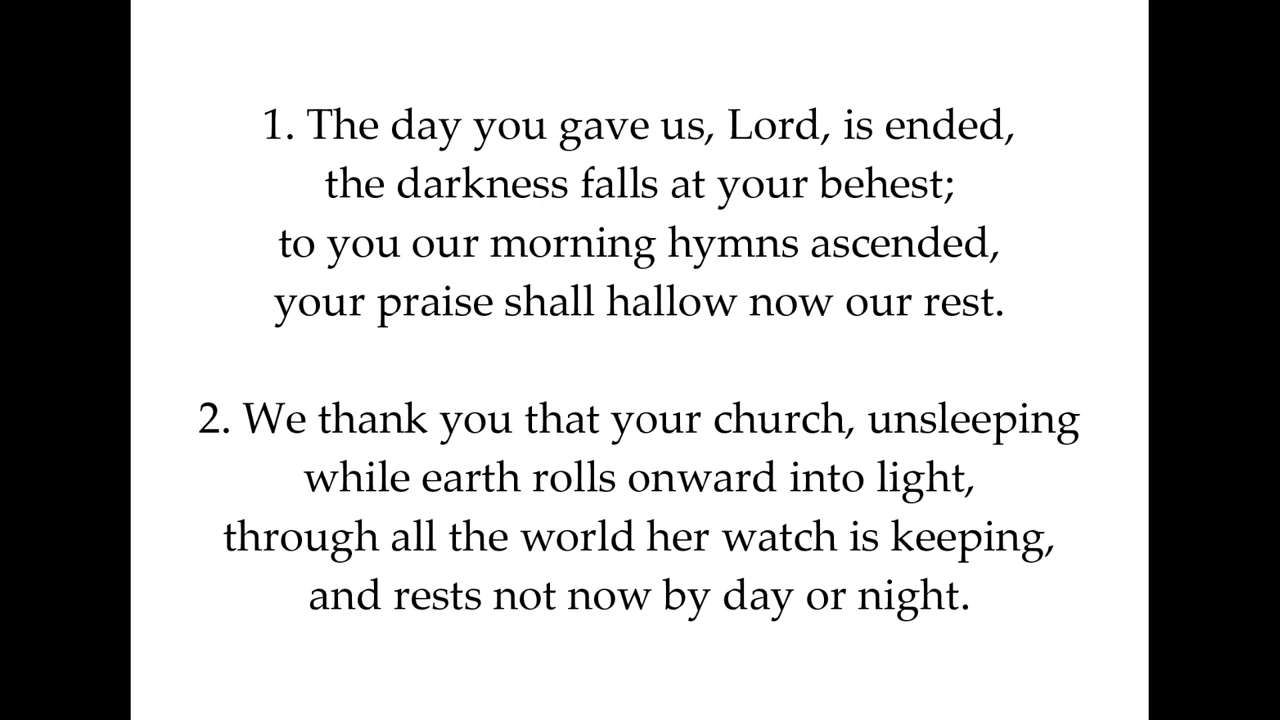 1. The day you gave us, Lord, is ended,
the darkness falls at your behest;
to you our morning hymns ascended,
your praise shall hallow now our rest.
2. We thank you that your church, unsleeping
while earth rolls onward into light,
through all the world her watch is keeping,
and rests not now by day or night.